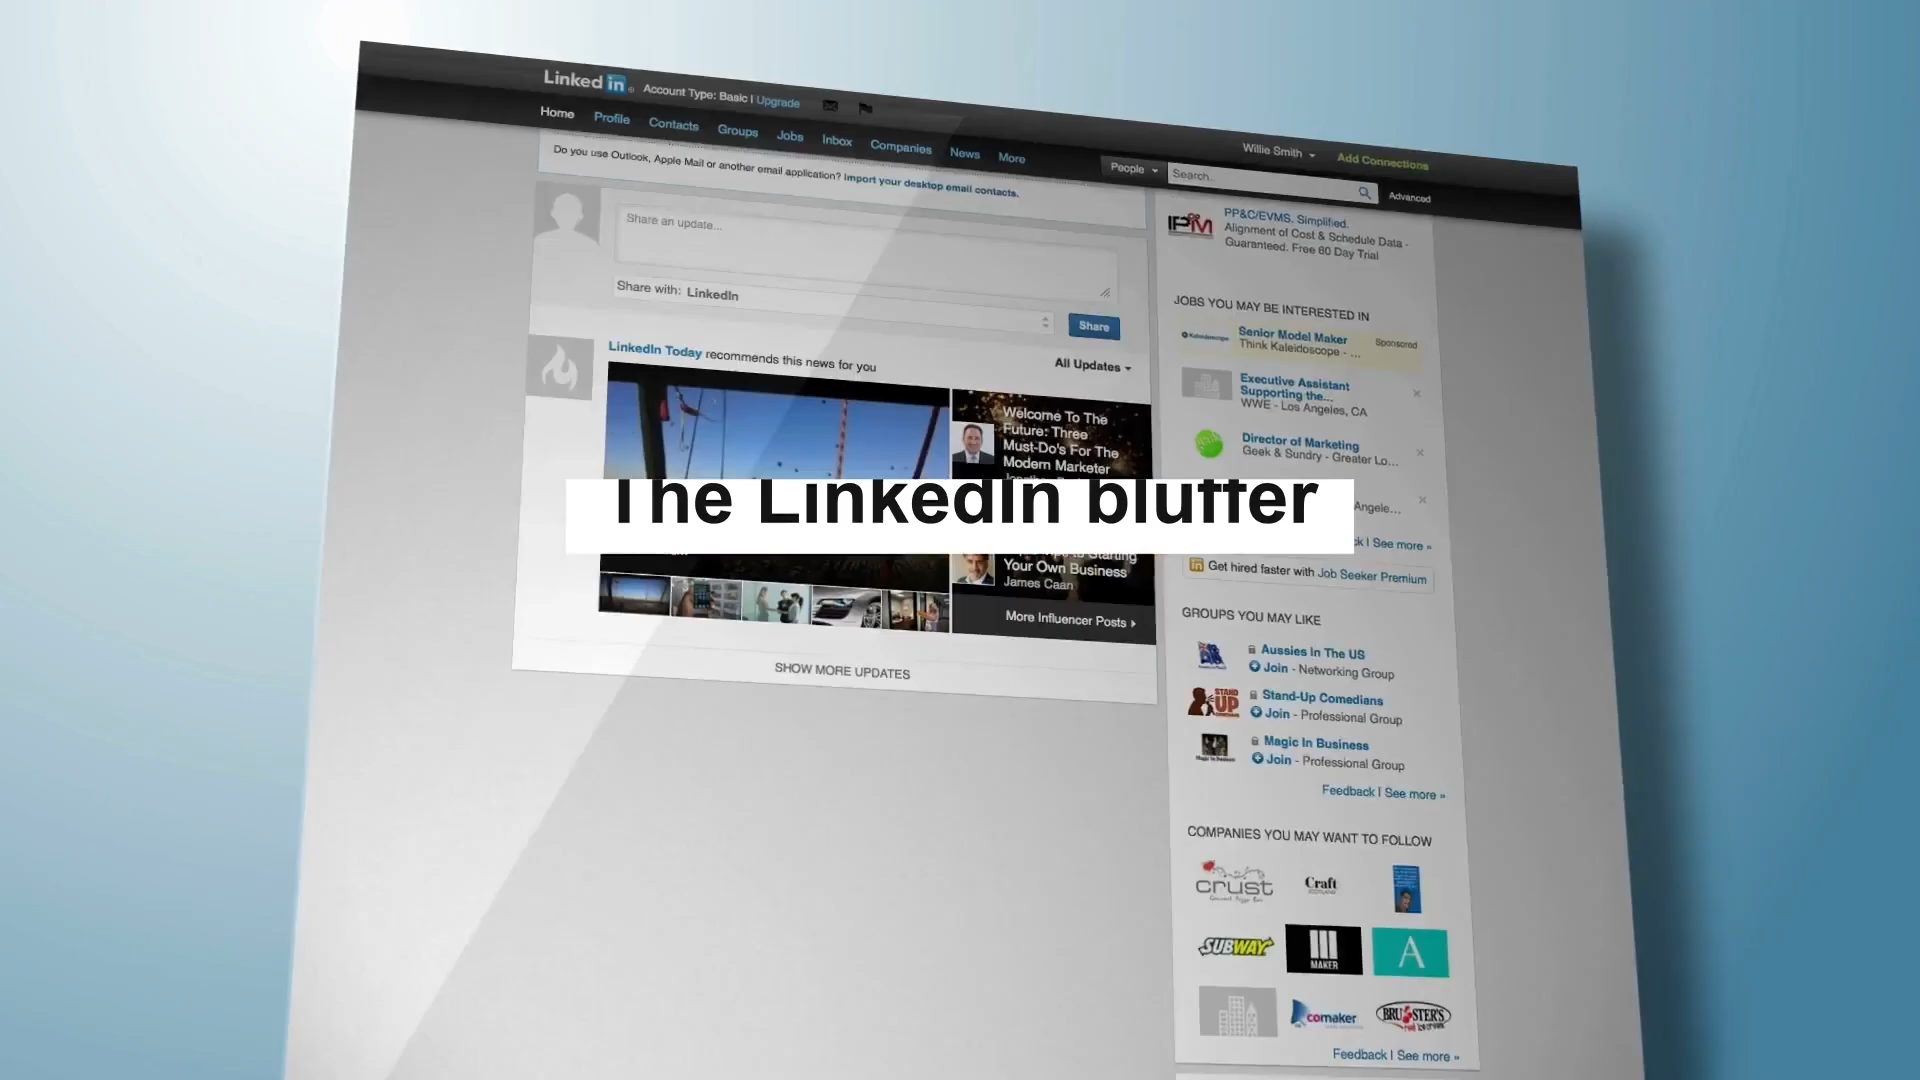 Linked in
Account Type: Basic | Upgrade
Home Profile Contacts Groups Jobs Inbox Companies News More
Willie Smith Add Connections
People Search... Advanced
Do you use Outlook, Apple Mail or another email application? Import your desktop email contacts.
Share an update...
Share with: LinkedIn
Share
LinkedIn Today recommends this news for you
All Updates
Welcome To The
Future: Three
Must-Do's For The
Modern Marketer
The LinkedIn bluffer
to Starting
Your Own Business
James Caan
More Influencer Posts
SHOW MORE UPDATES
IPM
PP&C/EVMS. Simplified.
Alignment of Cost & Schedule Data -
Guaranteed. Free 60 Day Trial
JOBS YOU MAY BE INTERESTED IN
Senior Model Maker
Think Kaleidoscope - ...
Sponsored
Executive Assistant
Supporting the...
WWE - Los Angeles, CA
Director of Marketing
Geek & Sundry - Greater Lo...
Angele...
See more »
in Get hired faster with Job Seeker Premium
GROUPS YOU MAY LIKE
Aussies In The US
Join - Networking Group
STAND UP
Stand-Up Comedians
Join - Professional Group
Magic In Business
Join - Professional Group
Feedback | See more »
COMPANIES YOU MAY WANT TO FOLLOW
crust
Craft
SUBWAY
MAKER
A
comaker
BRUSTER'S
Feedback | See more »